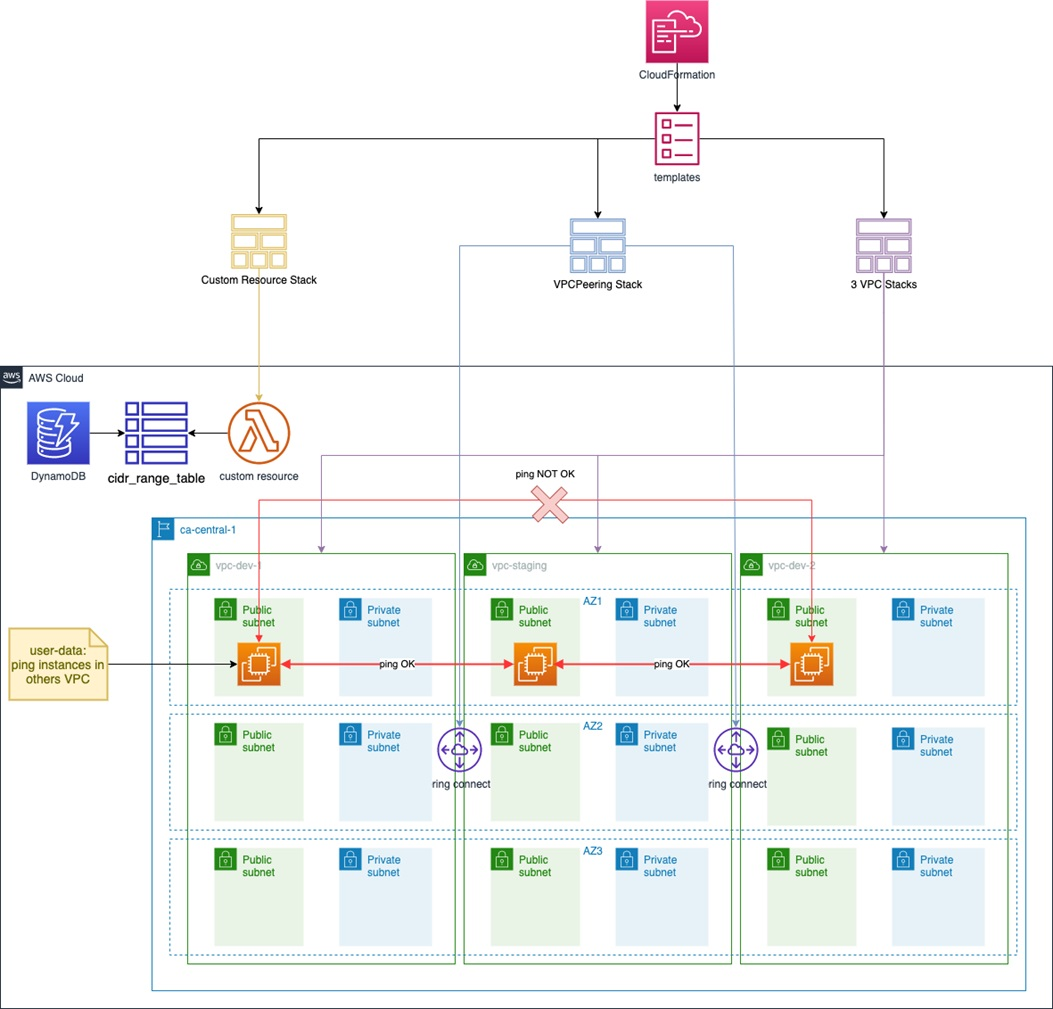 CloudFormation
templates
Custom Resource Stack
VPCPeering Stack
3 VPC Stacks
aws
AWS Cloud
DynamoDB
cidr_range_table
custom resource
ping NOT OK
ca-central-1
vpc-dev-1
vpc-staging
vpc-dev-2
AZ1
Public
subnet
Private
subnet
Public
subnet
Private
subnet
Public
subnet
Private
subnet
user-data:
ping instances in
others VPC
ping OK
ping OK
AZ2
Public
subnet
Private
subnet
Public
subnet
Private
subnet
Public
subnet
Private
subnet
ring connect
ring connect
AZ3
Public
subnet
Private
subnet
Public
subnet
Private
subnet
Public
subnet
Private
subnet